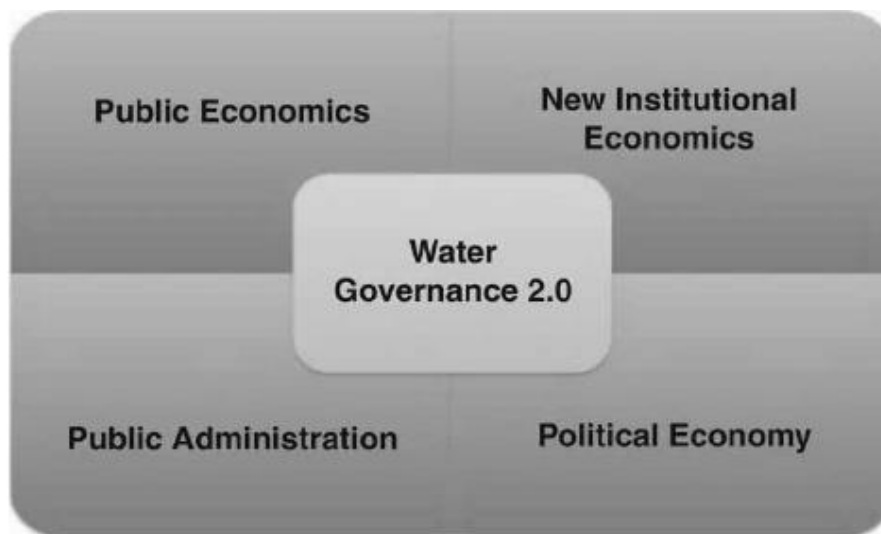 Public Economics
New Institutional
Economics
Water
Governance 2.0
Public Administration
Political Economy